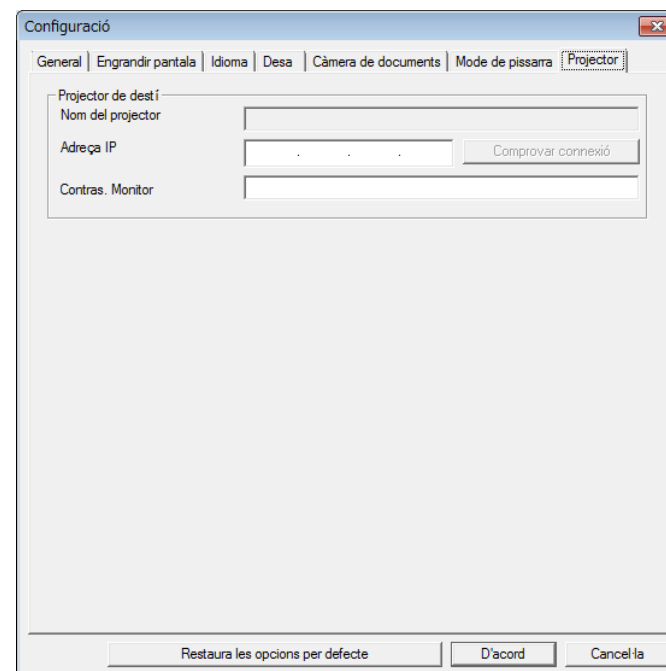 Configuració
General Engrandir pantala Idioma Desa Càmera de documents Mode de pissarra Projector
Projector de destí
Nom del projector
Adreça IP . . . Comprovar connexió
Contras. Monitor
Restaura les opcions per defecte D'acord Cancel·la